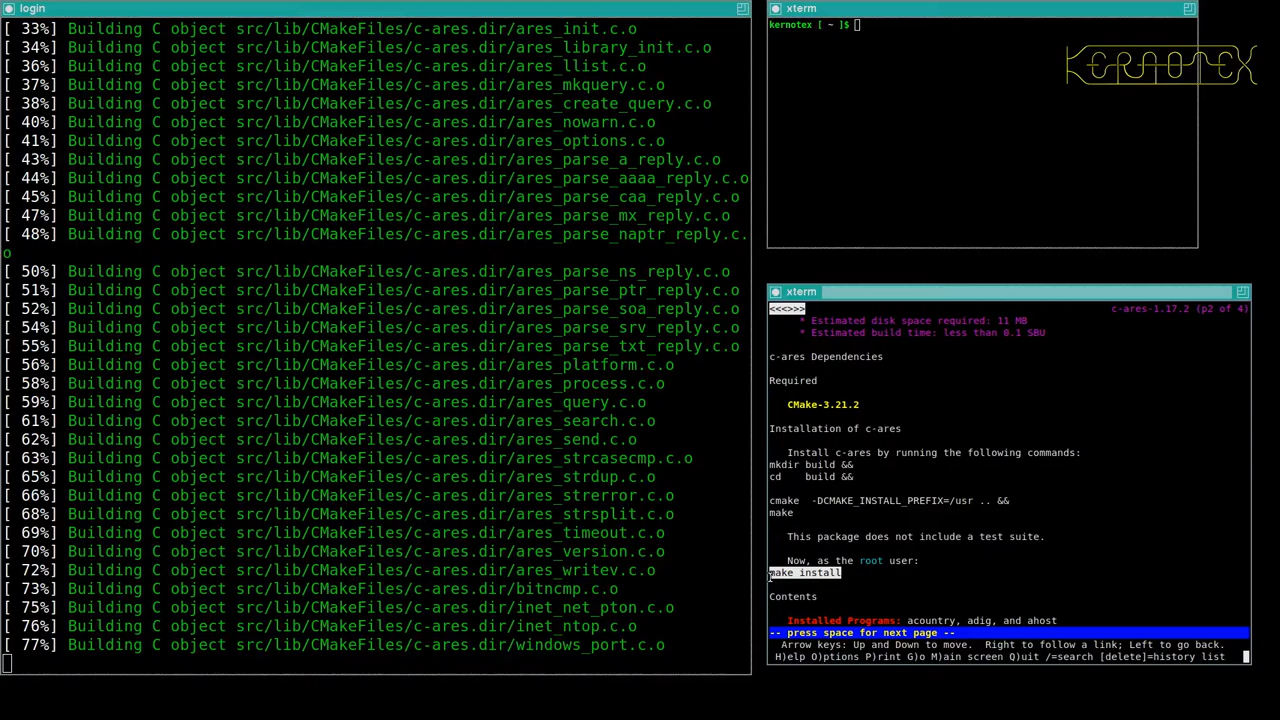 login
[ 33%] Building C object src/lib/CMakeFiles/c-ares.dir/ares_init.c.o
[ 34%] Building C object src/lib/CMakeFiles/c-ares.dir/ares_library_init.c.o
[ 36%] Building C object src/lib/CMakeFiles/c-ares.dir/ares_llist.c.o
[ 37%] Building C object src/lib/CMakeFiles/c-ares.dir/ares_mkquery.c.o
[ 38%] Building C object src/lib/CMakeFiles/c-ares.dir/ares_create_query.c.o
[ 40%] Building C object src/lib/CMakeFiles/c-ares.dir/ares_nowarn.c.o
[ 41%] Building C object src/lib/CMakeFiles/c-ares.dir/ares_options.c.o
[ 43%] Building C object src/lib/CMakeFiles/c-ares.dir/ares_parse_a_reply.c.o
[ 44%] Building C object src/lib/CMakeFiles/c-ares.dir/ares_parse_aaaa_reply.c.o
[ 45%] Building C object src/lib/CMakeFiles/c-ares.dir/ares_parse_caa_reply.c.o
[ 47%] Building C object src/lib/CMakeFiles/c-ares.dir/ares_parse_mx_reply.c.o
[ 48%] Building C object src/lib/CMakeFiles/c-ares.dir/ares_parse_naptr_reply.c.
o
[ 50%] Building C object src/lib/CMakeFiles/c-ares.dir/ares_parse_ns_reply.c.o
[ 51%] Building C object src/lib/CMakeFiles/c-ares.dir/ares_parse_ptr_reply.c.o
[ 52%] Building C object src/lib/CMakeFiles/c-ares.dir/ares_parse_soa_reply.c.o
[ 54%] Building C object src/lib/CMakeFiles/c-ares.dir/ares_parse_srv_reply.c.o
[ 55%] Building C object src/lib/CMakeFiles/c-ares.dir/ares_parse_txt_reply.c.o
[ 56%] Building C object src/lib/CMakeFiles/c-ares.dir/ares_platform.c.o
[ 58%] Building C object src/lib/CMakeFiles/c-ares.dir/ares_process.c.o
[ 59%] Building C object src/lib/CMakeFiles/c-ares.dir/ares_query.c.o
[ 61%] Building C object src/lib/CMakeFiles/c-ares.dir/ares_search.c.o
[ 62%] Building C object src/lib/CMakeFiles/c-ares.dir/ares_send.c.o
[ 63%] Building C object src/lib/CMakeFiles/c-ares.dir/ares_strcasecmp.c.o
[ 65%] Building C object src/lib/CMakeFiles/c-ares.dir/ares_strdup.c.o
[ 66%] Building C object src/lib/CMakeFiles/c-ares.dir/ares_strerror.c.o
[ 68%] Building C object src/lib/CMakeFiles/c-ares.dir/ares_strsplit.c.o
[ 69%] Building C object src/lib/CMakeFiles/c-ares.dir/ares_timeout.c.o
[ 70%] Building C object src/lib/CMakeFiles/c-ares.dir/ares_version.c.o
[ 72%] Building C object src/lib/CMakeFiles/c-ares.dir/ares_writev.c.o
[ 73%] Building C object src/lib/CMakeFiles/c-ares.dir/bitncmp.c.o
[ 75%] Building C object src/lib/CMakeFiles/c-ares.dir/inet_net_pton.c.o
[ 76%] Building C object src/lib/CMakeFiles/c-ares.dir/inet_ntop.c.o
[ 77%] Building C object src/lib/CMakeFiles/c-ares.dir/windows_port.c.o
xterm
kernotex [ ~ ]$
KERNOTEX
xterm
<<<>>> c-ares-1.17.2 (p2 of 4)
* Estimated disk space required: 11 MB
* Estimated build time: less than 0.1 SBU
c-ares Dependencies
Required
CMake-3.21.2
Installation of c-ares
Install c-ares by running the following commands:
mkdir build &&
cd    build &&
cmake  -DCMAKE_INSTALL_PREFIX=/usr .. &&
make
This package does not include a test suite.
Now, as the root user:
make install
Contents
Installed Programs: acountry, adig, and ahost
-- press space for next page --
Arrow keys: Up and Down to move.  Right to follow a link; Left to go back.
H)elp O)ptions P)rint G)o M)ain screen Q)uit /=search [delete]=history list